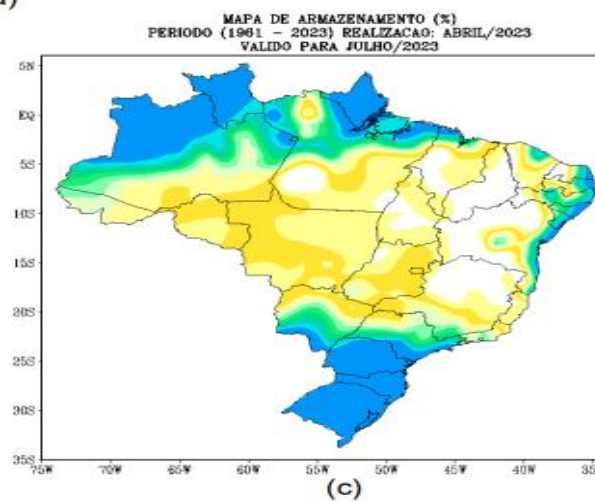 MAPA DE ARMAZENAMENTO (%)
PERIODO (1961 - 2023) REALIZACAO: ABRIL/2023
VALIDO PARA JULHO/2023
5N
EQ
5S
10S
15S
20S
25S
30S
35S
75W 70W 65W 60W 55W 50W 45W 40W
(c)